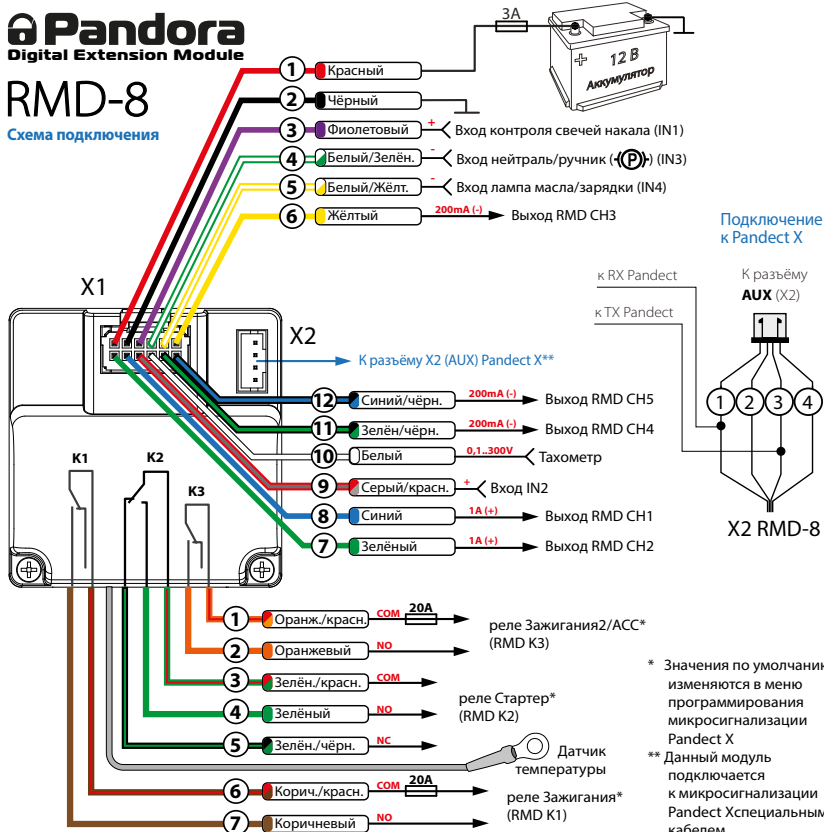 Pandora
Digital Extension Module
RMD-8
Схема подключения
3A
12 В
Аккумулятор
1 Красный
2 Чёрный
3 Фиолетовый + Вход контроля свечей накала (IN1)
4 Белый/Зелён. - Вход нейтраль/ручник ((P)) (IN3)
5 Белый/Жёлт. - Вход лампа масла/зарядки (IN4)
6 Жёлтый 200mA (-) Выход RMD CH3
Подключение
к Pandect X
к RX Pandect
к TX Pandect
К разъёму
AUX (X2)
1 2 3 4
X2 RMD-8
X1
X2
К разъёму X2 (AUX) Pandect X**
12 Синий/чёрн. 200mA (-) Выход RMD CH5
11 Зелён/чёрн. 200mA (-) Выход RMD CH4
10 Белый 0,1..300V Тахометр
9 Серый/красн. + Вход IN2
8 Синий 1A (+) Выход RMD CH1
7 Зелёный 1A (+) Выход RMD CH2
K1
K2
K3
1 Оранж./красн. COM 20A
2 Оранжевый NO
реле Зажигания2/ACC*
(RMD K3)
3 Зелён./красн. COM
4 Зелёный NO
5 Зелён./чёрн. NC
реле Стартер*
(RMD K2)
Датчик
температуры
6 Корич./красн. COM 20A
7 Коричневый NO
реле Зажигания*
(RMD K1)
* Значения по умолчани
изменяются в меню
программирования
микросигнализации
Pandect X
** Данный модуль
подключается
к микросигнализации
Pandect Xспециальным
кабелем